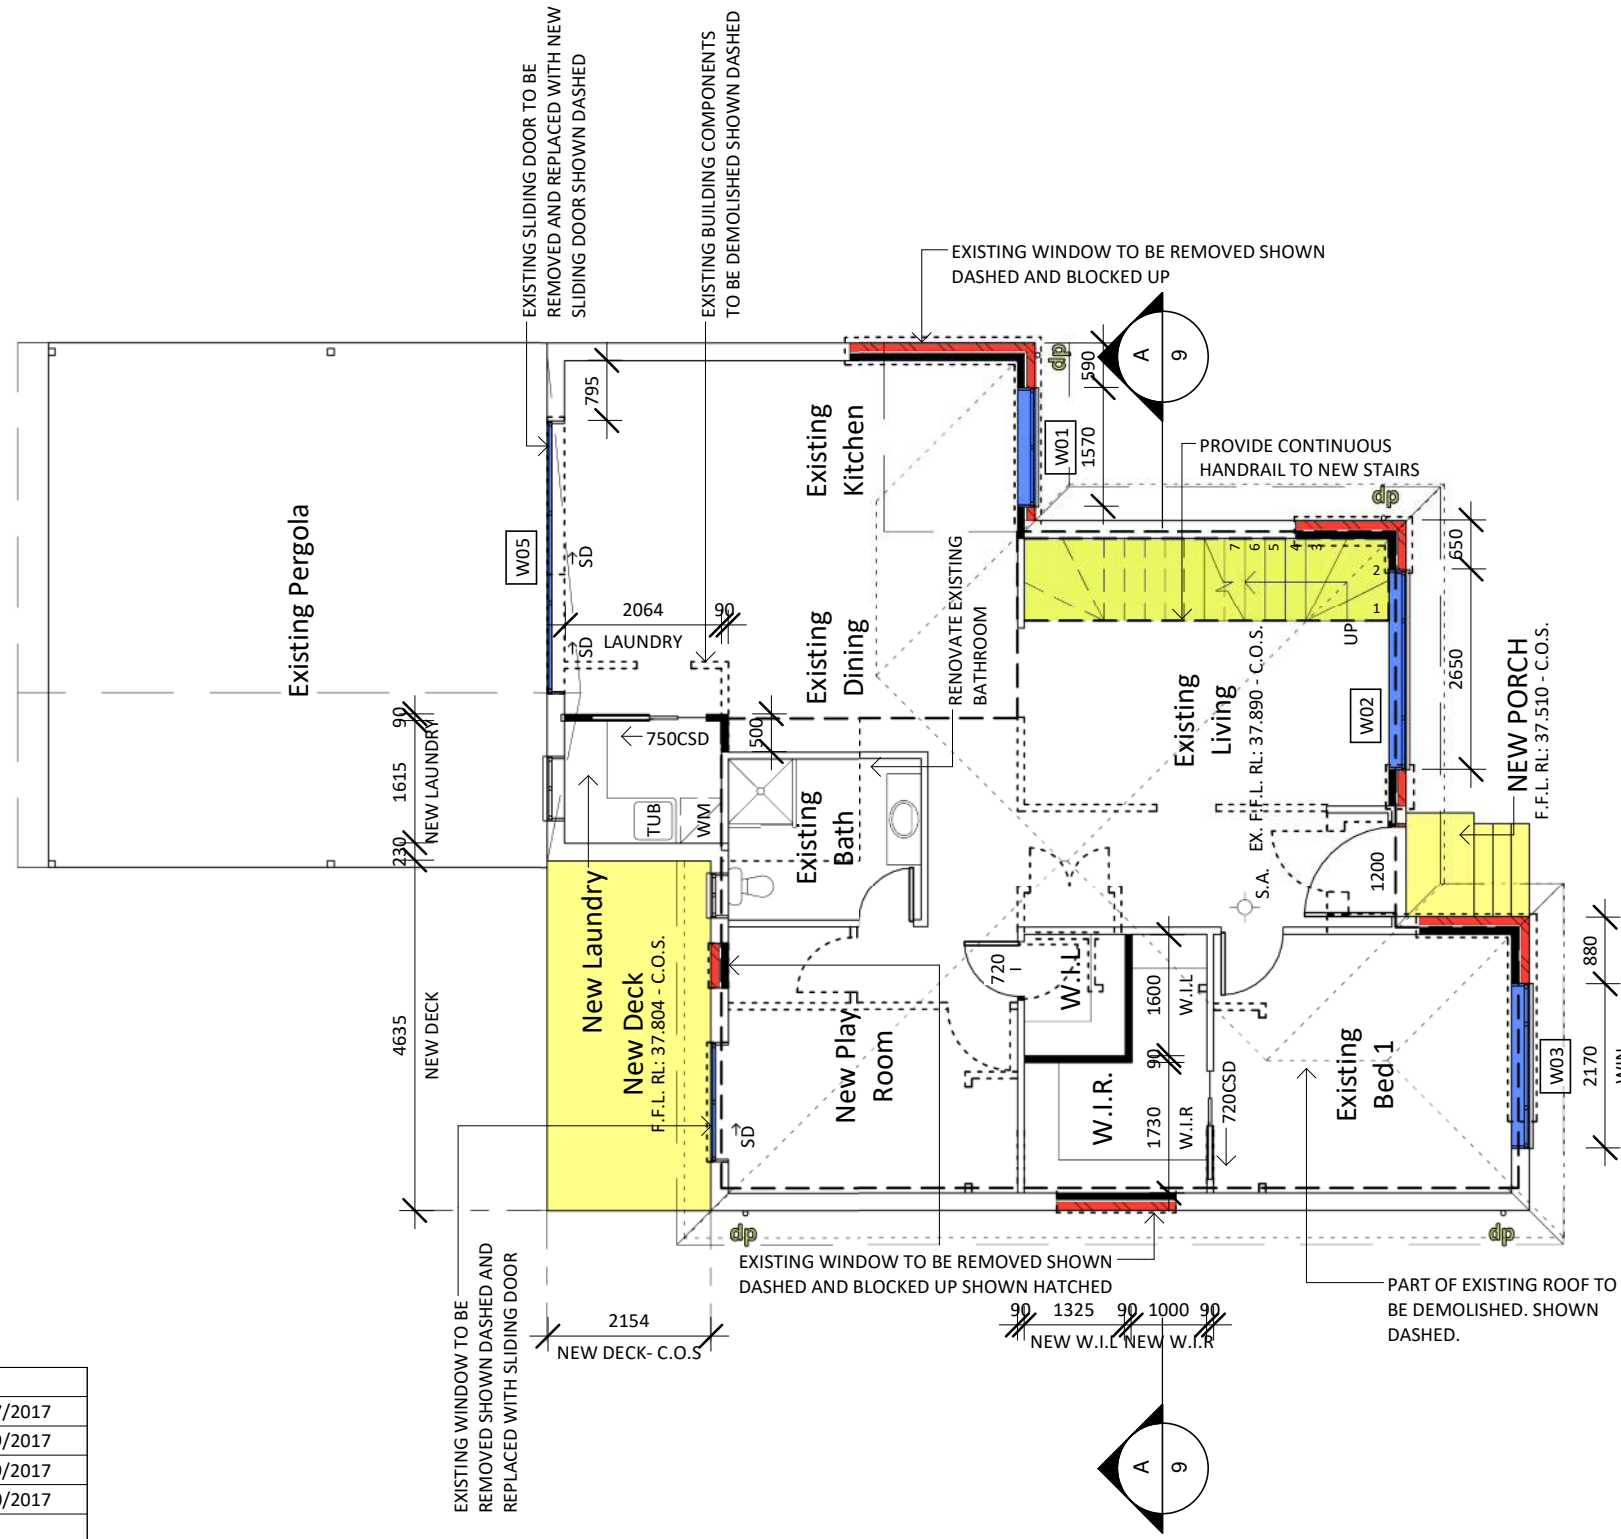 EXISTING SLIDING DOOR TO BE
REMOVED AND REPLACED WITH NEW
SLIDING DOOR SHOWN DASHED
EXISTING BUILDING COMPONENTS
TO BE DEMOLISHED SHOWN DASHED
EXISTING WINDOW TO BE REMOVED SHOWN
DASHED AND BLOCKED UP
A
9
dp
590
1570
W01
PROVIDE CONTINUOUS
HANDRAIL TO NEW STAIRS
dp
Existing Pergola
W05
795
SD
SD
2064
90
LAUNDRY
Existing
Kitchen
Existing
Dining
RENOVATE EXISTING
BATHROOM
7
6
5
4
3
2
1
UP
650
2650
W02
Existing
Living
EX. F.F.L. RL: 37.890 - C.O.S.
NEW PORCH
F.F.L. RL: 37.510 - C.O.S.
90
1615
NEW LAUNDRY
230
750CSD
500
TUB
WM
Existing
Bath
S.A.
1200
4635
NEW DECK
New Laundry
New Deck
F.F.L. RL: 37.804 - C.O.S.
SD
New Play
Room
720
W.I.L
1600
W.I.L
90
W.I.R.
1730
W.I.R
720CSD
Existing
Bed 1
880
2170
WIN
W03
dp
dp
EXISTING WINDOW TO BE
REMOVED SHOWN DASHED AND
REPLACED WITH SLIDING DOOR
2154
NEW DECK- C.O.S
EXISTING WINDOW TO BE REMOVED SHOWN
DASHED AND BLOCKED UP SHOWN HATCHED
90 1325 90 1000 90
NEW W.I.L NEW W.I.R
PART OF EXISTING ROOF TO
BE DEMOLISHED. SHOWN
DASHED.
A
9
/2017
/2017
/2017
/2017